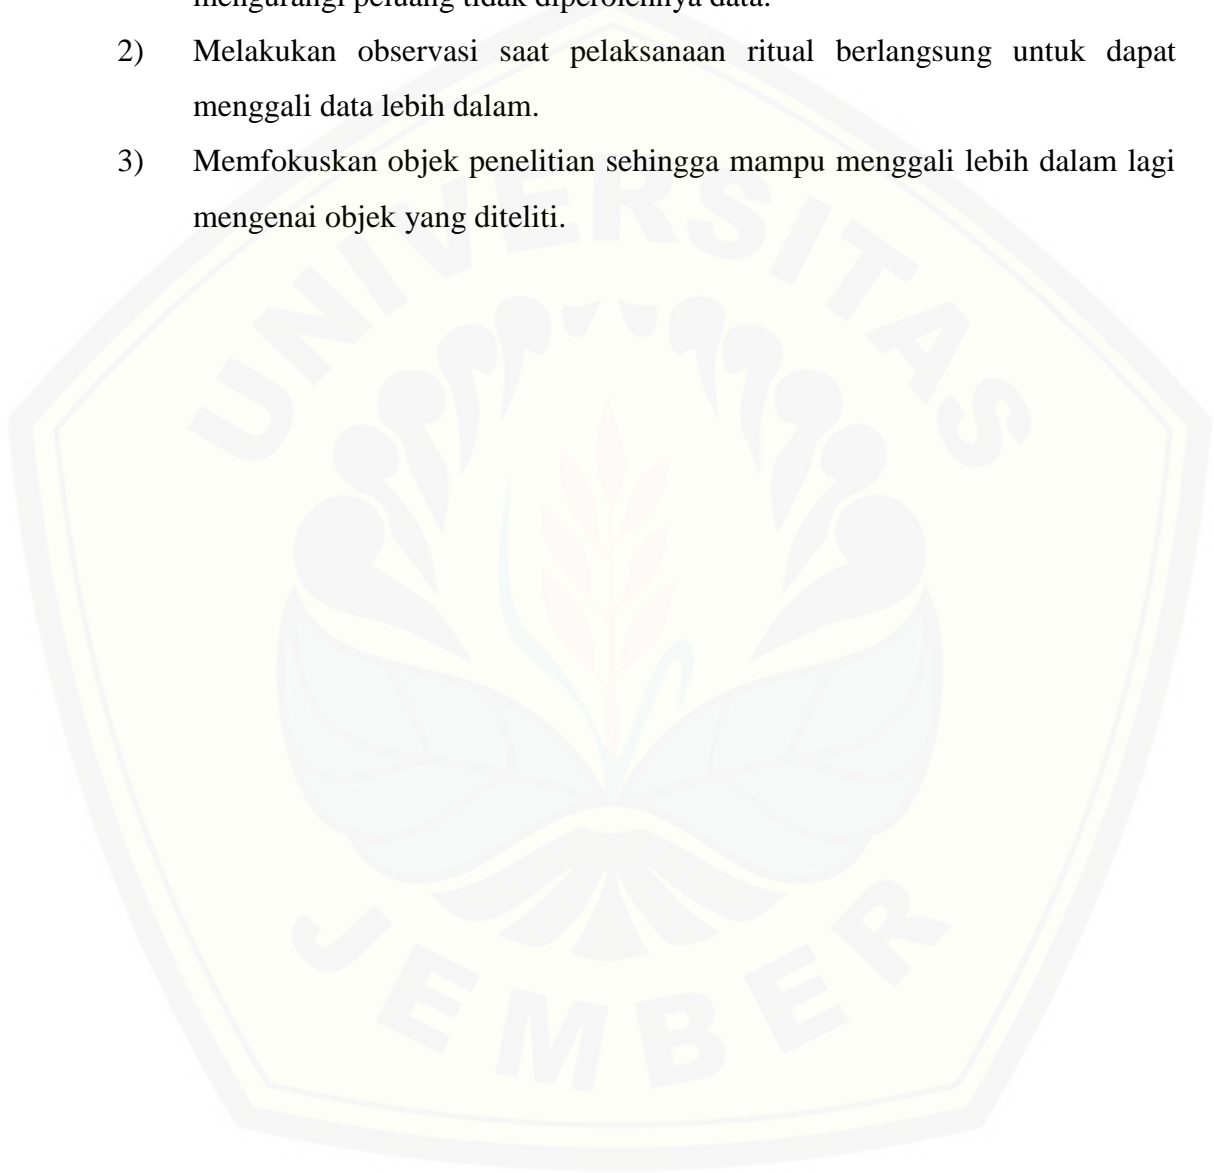 mengurangi peluang tidak diperolehnya data.
2) Melakukan observasi saat pelaksanaan ritual berlangsung untuk dapat
menggali data lebih dalam.
3) Memfokuskan objek penelitian sehingga mampu menggali lebih dalam lagi
mengenai objek yang diteliti.
UNIVERSITAS
JEMBER